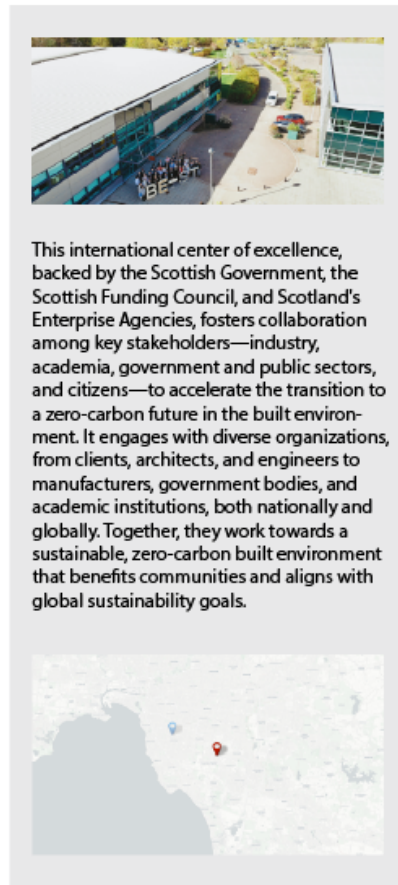 BE-ST
This international center of excellence,
backed by the Scottish Government, the
Scottish Funding Council, and Scotland's
Enterprise Agencies, fosters collaboration
among key stakeholders—industry,
academia, government and public sectors,
and citizens—to accelerate the transition to
a zero-carbon future in the built environ-
ment. It engages with diverse organizations,
from clients, architects, and engineers to
manufacturers, government bodies, and
academic institutions, both nationally and
globally. Together, they work towards a
sustainable, zero-carbon built environment
that benefits communities and aligns with
global sustainability goals.